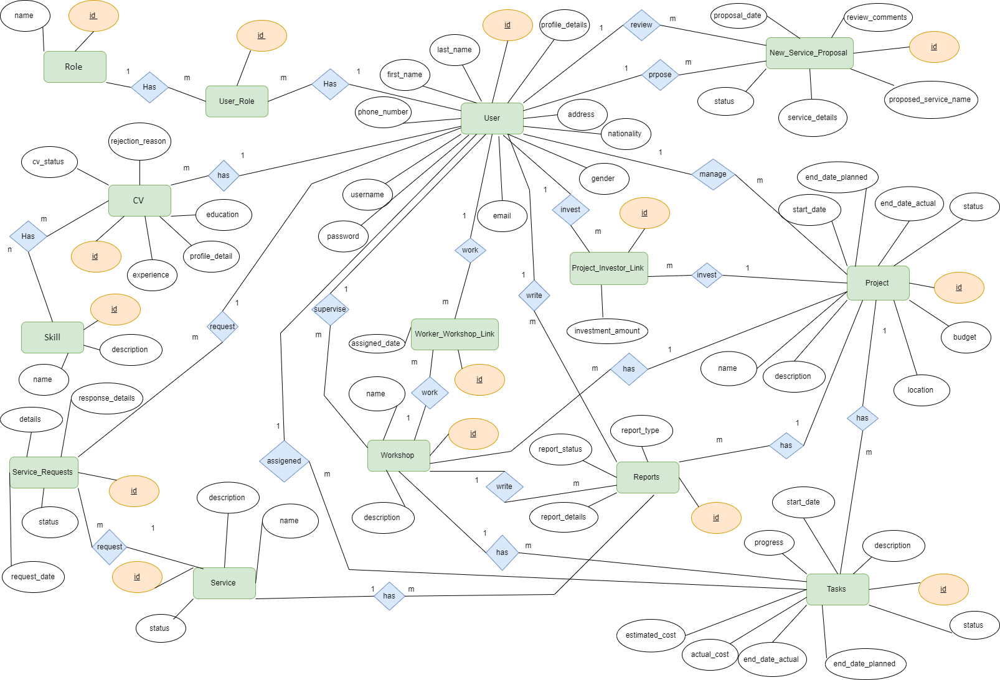 name
id
id
id
profile_details
1
review
m
proposal_date
review_comments
id
last_name
first_name
Role
1
Has
m
User_Role
m
Has
1
1
prpose
m
New_Service_Proposal
status
service_details
proposed_service_name
phone_number
User
address
nationality
rejection_reason
cv_status
m
has
1
CV
1
manage
m
gender
end_date_planned
start_date
end_date_actual
status
username
email
1
invest
id
m
1
m
Has
n
education
id
experience
profile_detail
password
work
Project_Investor_Link
m
invest
1
Project
id
1
write
m
1
supervise
m
1
request
m
m
Worker_Workshop_Link
assigned_date
investment_amount
1
budget
Skill
id
description
name
m
id
name
work
1
m
has
1
name
description
location
has
m
response_details
details
Service_Requests
id
status
request_date
1
assigened
m
Workshop
id
description
1
write
m
report_status
report_type
Reports
report_details
id
m
has
1
start_date
description
name
m
request
1
id
Service
status
1
has
m
1
has
m
progress
description
Tasks
id
status
estimated_cost
actual_cost
end_date_actual
end_date_planned